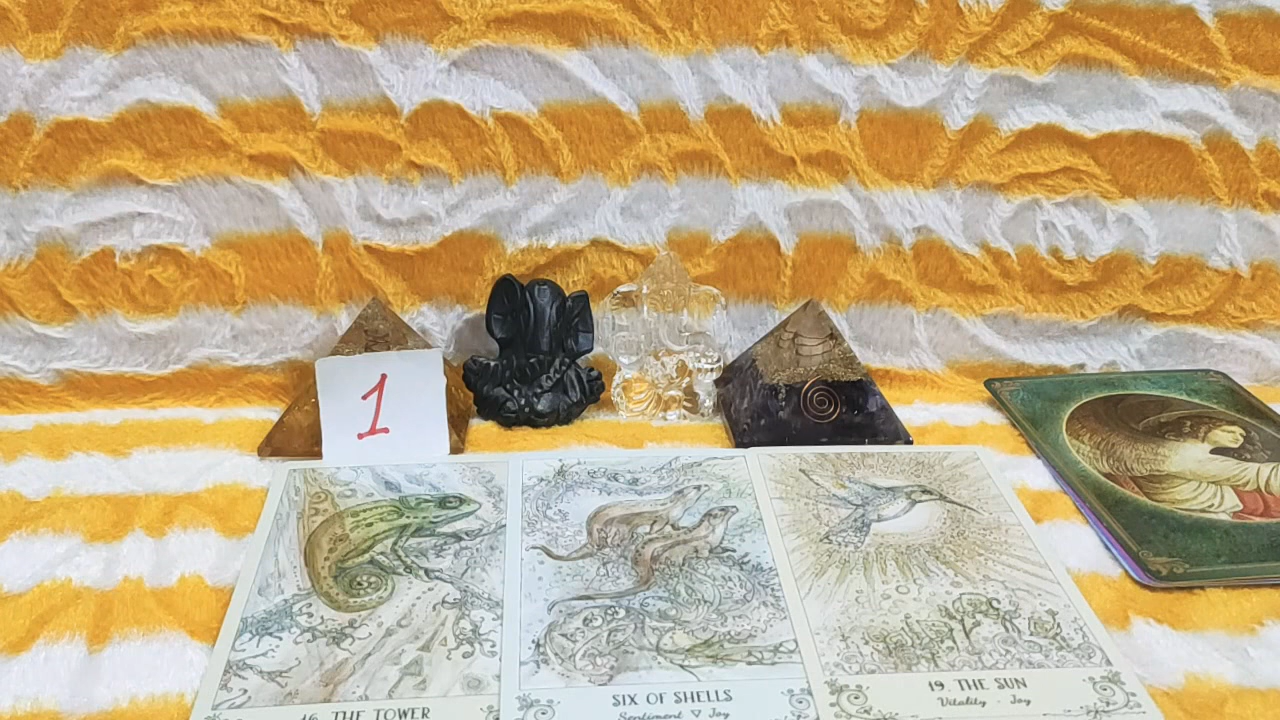 1
16. THE TOWER
SIX OF SHELLS
Sentiment ▽ Joy
19. THE SUN
Vitality · Joy